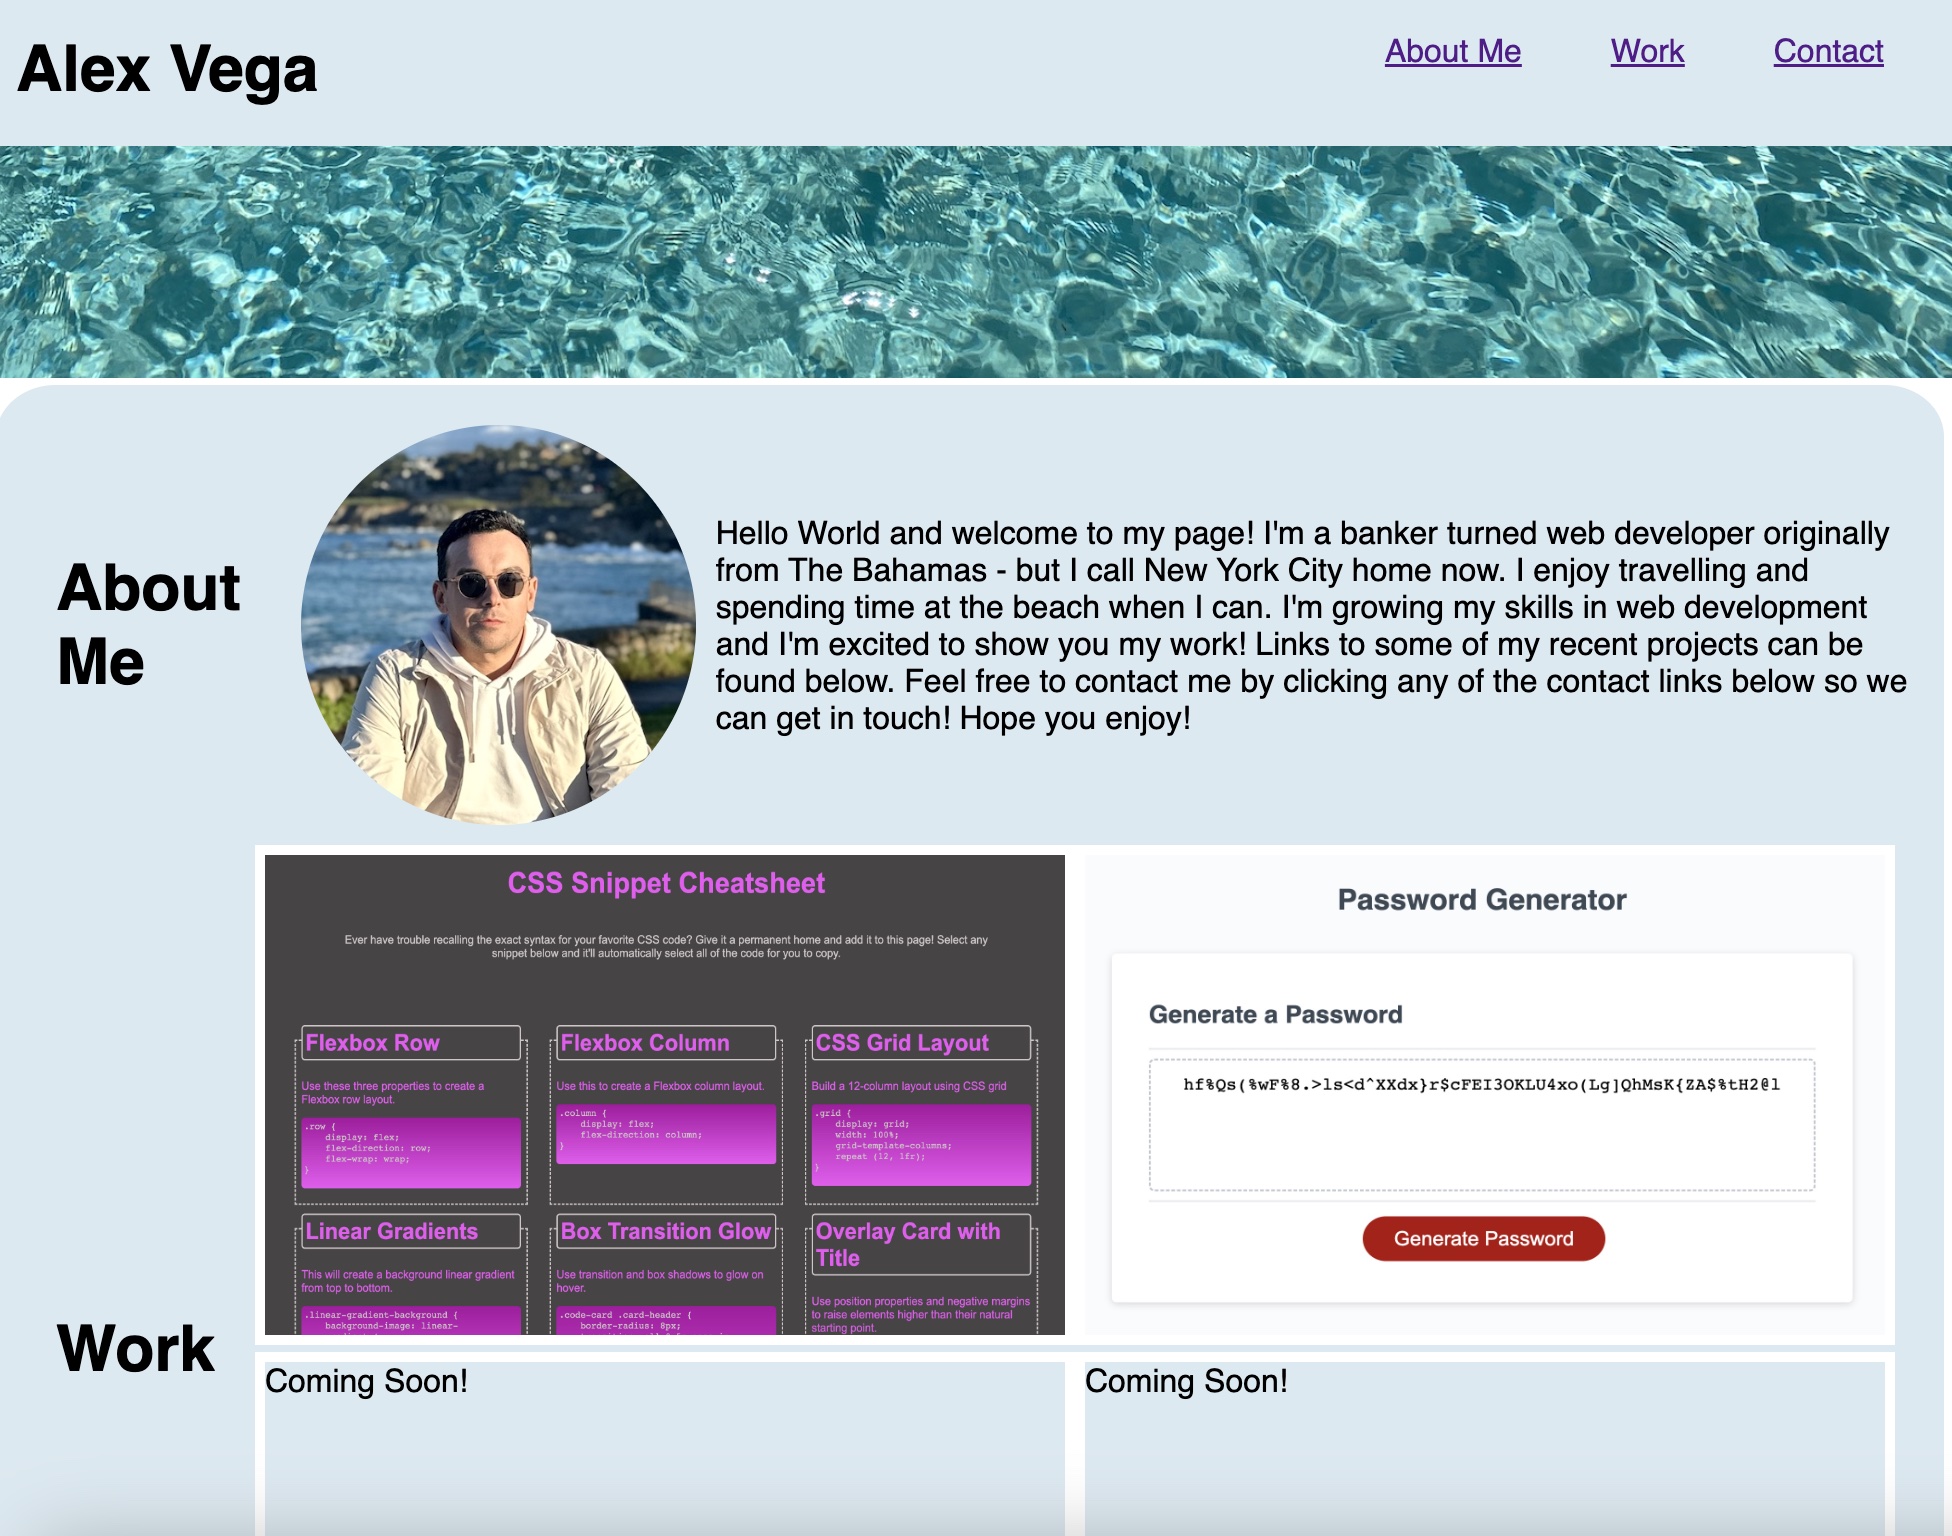 Alex Vega
About Me
Work
Contact
About
Me
Hello World and welcome to my page! I'm a banker turned web developer originally
from The Bahamas - but I call New York City home now. I enjoy travelling and
spending time at the beach when I can. I'm growing my skills in web development
and I'm excited to show you my work! Links to some of my recent projects can be
found below. Feel free to contact me by clicking any of the contact links below so we
can get in touch! Hope you enjoy!
Work
CSS Snippet Cheatsheet
Ever have trouble recalling the exact syntax for your favorite CSS code? Give it a permanent home and add it to this page! Select any
snippet below and it'll automatically select all of the code for you to copy.
Flexbox Row
Use these three properties to create a
Flexbox row layout.
.row {
display: flex;
flex-direction: row;
flex-wrap: wrap;
}
Flexbox Column
Use this to create a Flexbox column layout.
.column {
display: flex;
flex-direction: column;
}
CSS Grid Layout
Build a 12-column layout using CSS grid
.grid {
display: grid;
width: 100%;
grid-template-columns;
repeat (12, 1fr);
}
Linear Gradients
This will create a background linear gradient
from top to bottom.
.linear-gradient-background {
background-image: linear-
Box Transition Glow
Use transition and box shadows to glow on
hover.
.code-card .card-header {
border-radius: 8px;
Overlay Card with
Title
Use position properties and negative margins
to raise elements higher than their natural
starting point.
Password Generator
Generate a Password
hf%Qs(%wF%8.>ls<d^XXdx}r$cFEI3OKLU4xo(Lg]QhMsK{ZA$%tH2@l
Generate Password
Coming Soon!
Coming Soon!